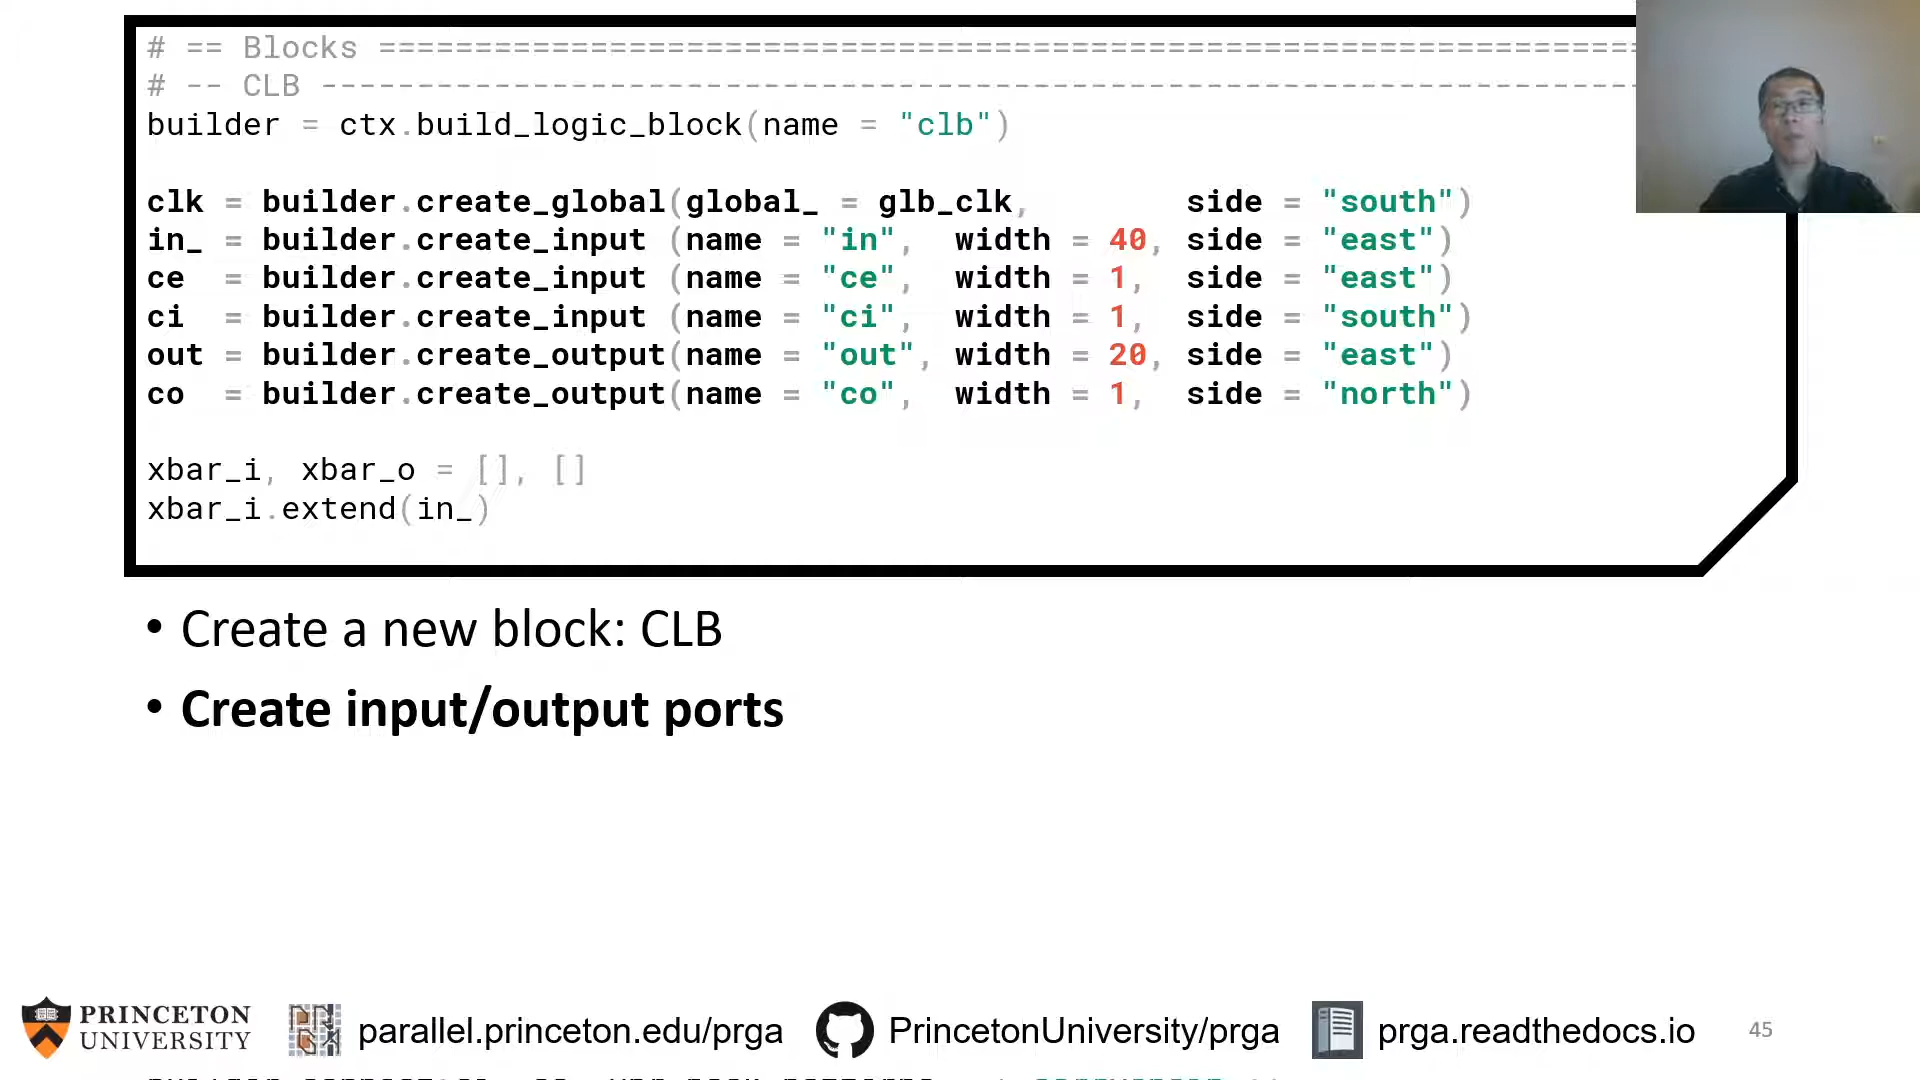 # == Blocks =================================================================
# -- CLB --------------------------------------------------------------------
builder = ctx.build_logic_block(name = "clb")
clk = builder.create_global(global_ = glb_clk,        side = "south")
in_ = builder.create_input (name = "in",  width = 40, side = "east")
ce  = builder.create_input (name = "ce",  width = 1,  side = "east")
ci  = builder.create_input (name = "ci",  width = 1,  side = "south")
out = builder.create_output(name = "out", width = 20, side = "east")
co  = builder.create_output(name = "co",  width = 1,  side = "north")
xbar_i, xbar_o = [], []
xbar_i.extend(in_)
• Create a new block: CLB
• Create input/output ports
PRINCETON
UNIVERSITY
parallel.princeton.edu/prga
PrincetonUniversity/prga
prga.readthedocs.io
45